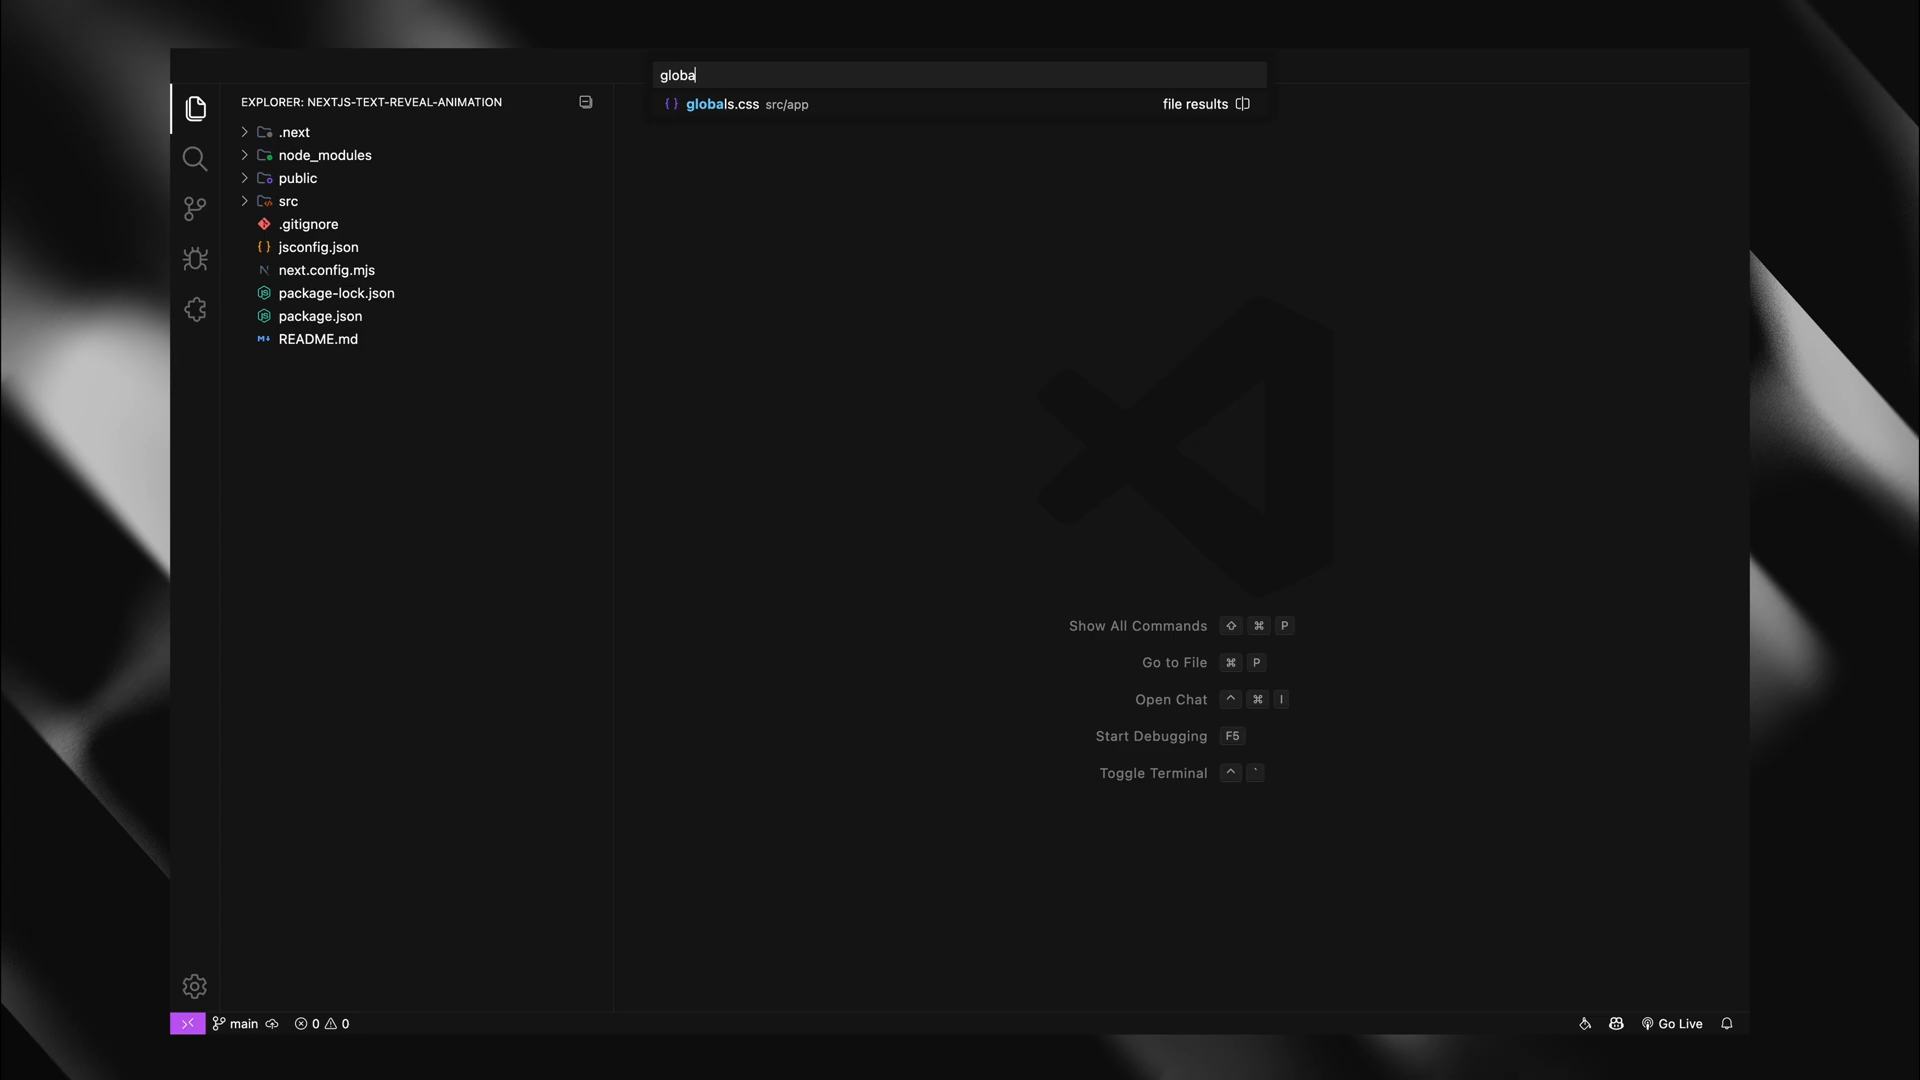 globa
globals.css src/app file results
EXPLORER: NEXTJS-TEXT-REVEAL-ANIMATION
.next
node_modules
public
src
.gitignore
{ } jsconfig.json
N next.config.mjs
package-lock.json
package.json
M↓ README.md
Show All Commands ⇧ ⌘ P
Go to File ⌘ P
Open Chat ^ ⌘ I
Start Debugging F5
Toggle Terminal ^ `
main 0 0 Go Live